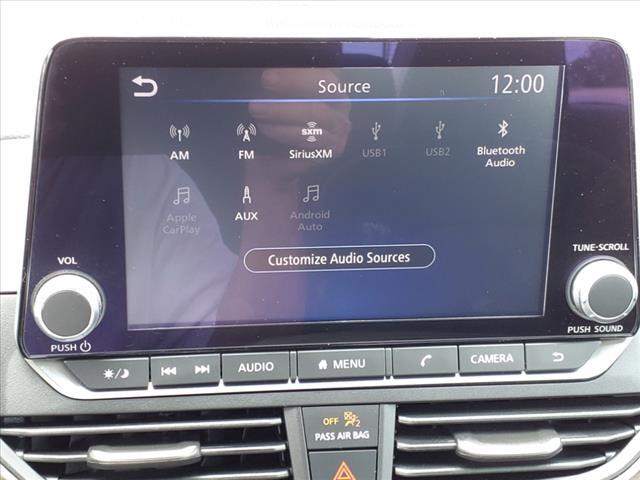 Source 12:00
AM FM sxm SiriusXM USB1 USB2 Bluetooth Audio
Apple CarPlay AUX Android Auto
Customize Audio Sources
VOL
PUSH
TUNE·SCROLL
PUSH SOUND
AUDIO MENU CAMERA
OFF 2
PASS AIR BAG